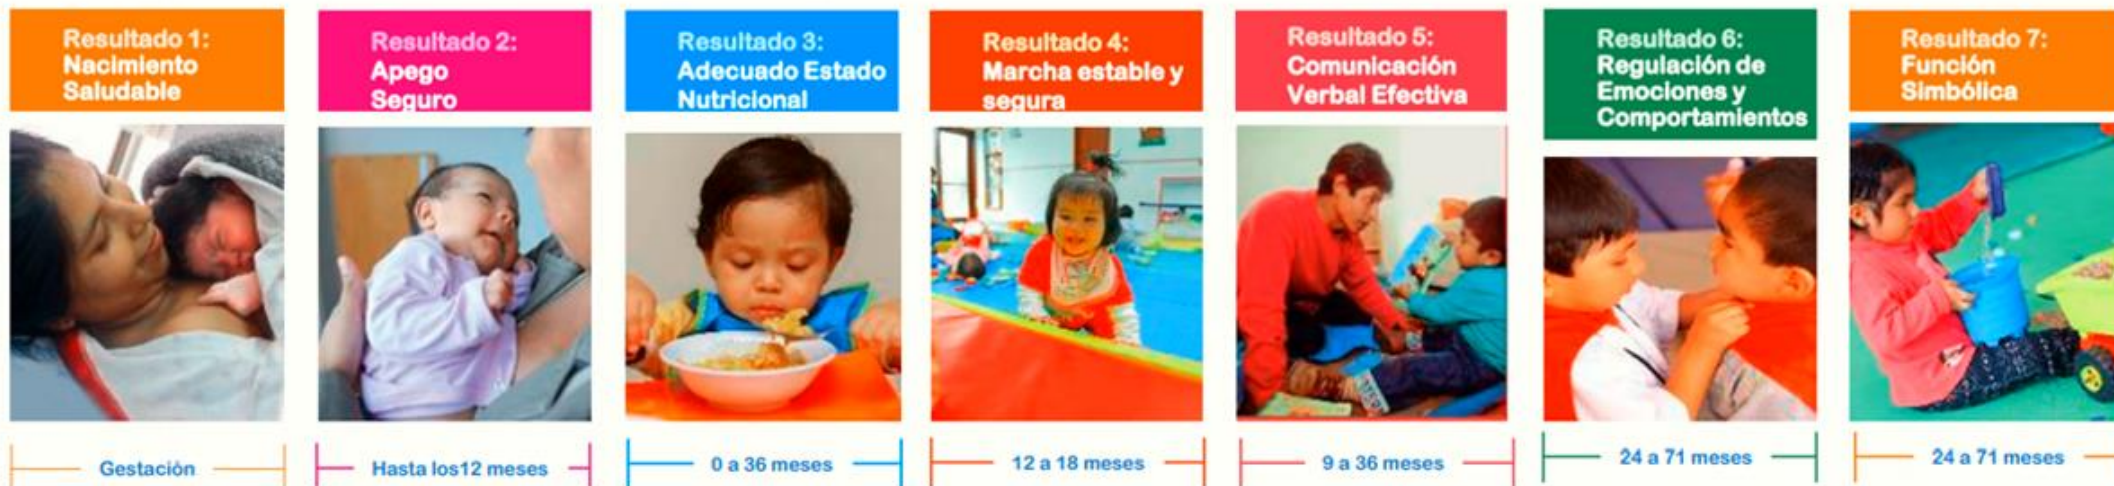 Resultado 1:
Nacimiento
Saludable
Resultado 2:
Apego
Seguro
Resultado 3:
Adecuado Estado
Nutricional
Resultado 4:
Marcha estable y
segura
Resultado 5:
Comunicación
Verbal Efectiva
Resultado 6:
Regulación de
Emociones y
Comportamientos
Resultado 7:
Función
Simbólica
Gestación
Hasta los12 meses
0 a 36 meses
12 a 18 meses
9 a 36 meses
24 a 71 meses
24 a 71 meses